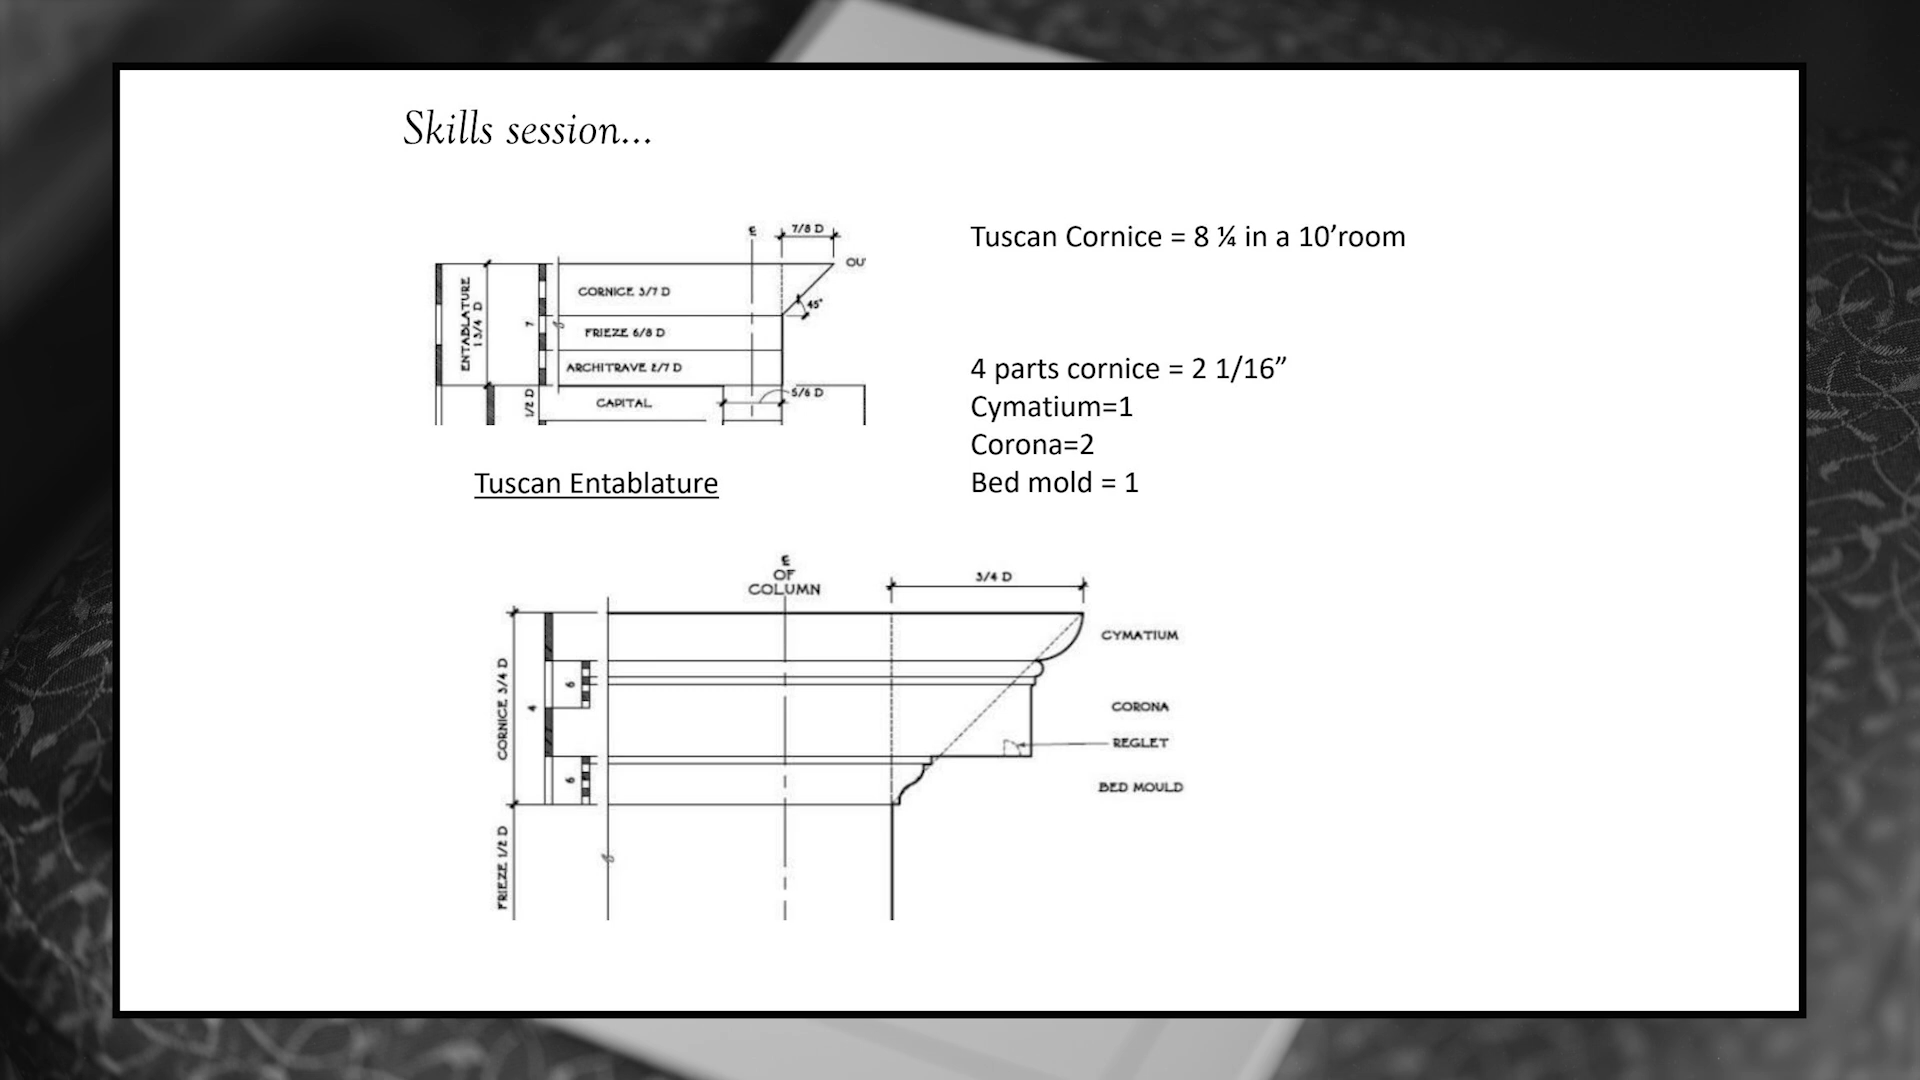 Skills session...
Tuscan Cornice = 8 ¼ in a 10’room
4 parts cornice = 2 1/16”
Cymatium=1
Corona=2
Bed mold = 1
℄
7/8 D
OU
ENTABLATURE
1 3/4 D
7
CORNICE 3/7 D
45°
FRIEZE 6/8 D
ARCHITRAVE 2/7 D
1/2 D
CAPITAL
5/6 D
Tuscan Entablature
℄
OF
COLUMN
3/4 D
CYMATIUM
CORNICE 3/4 D
4
6
CORONA
REGLET
6
BED MOULD
FRIEZE 1/2 D